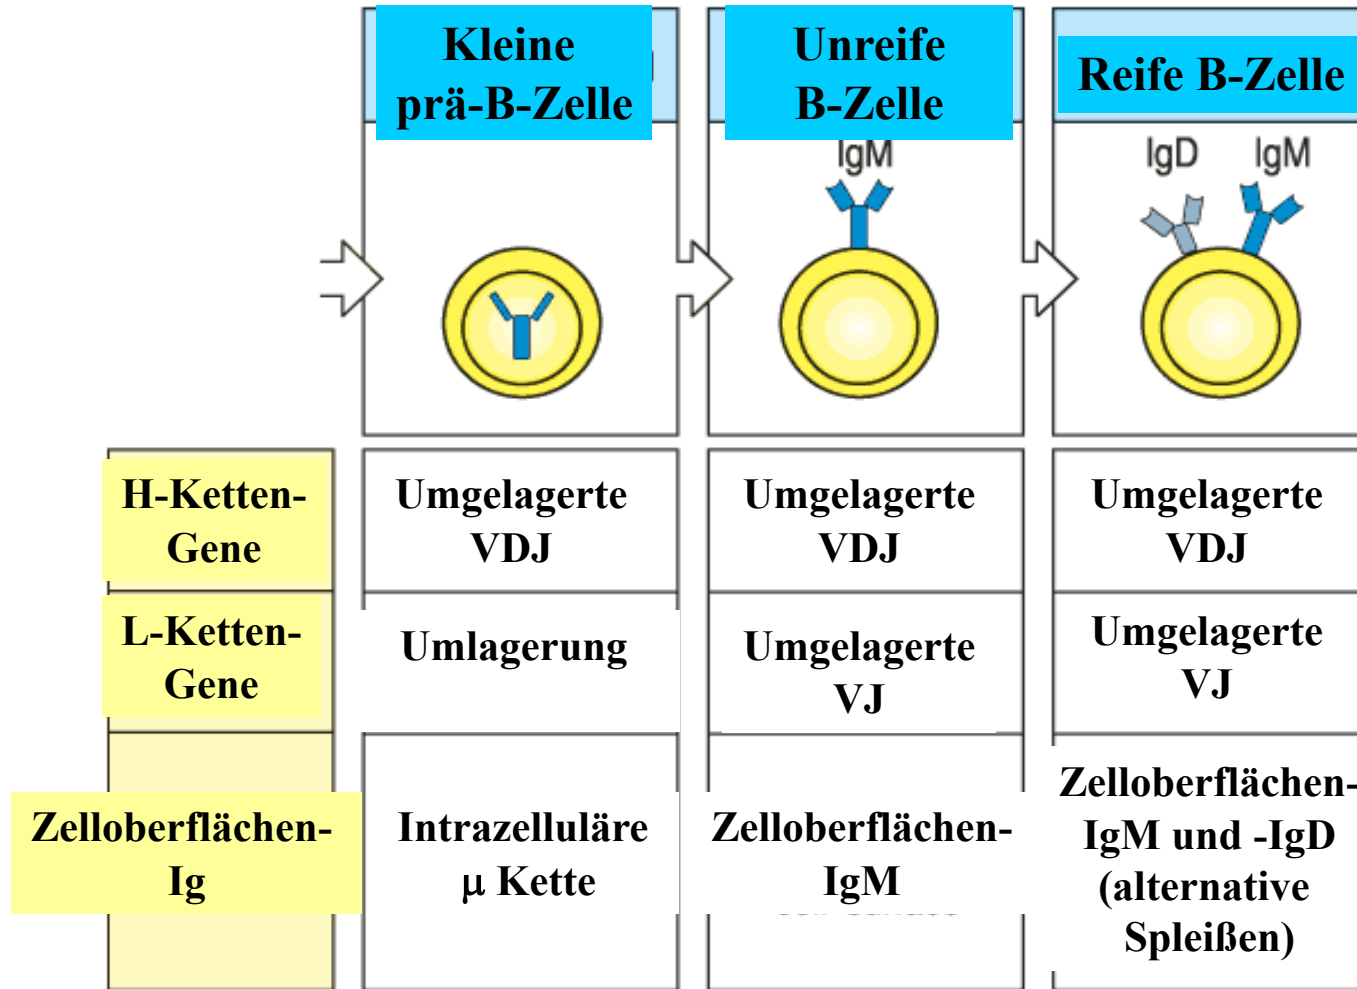 Kleine
prä-B-Zelle
Unreife
B-Zelle
Reife B-Zelle
IgM
IgD IgM
H-Ketten-
Gene
Umgelagerte
VDJ
Umgelagerte
VDJ
Umgelagerte
VDJ
L-Ketten-
Gene
Umlagerung
Umgelagerte
VJ
Umgelagerte
VJ
Zelloberflächen-
Ig
Intrazelluläre
μ Kette
Zelloberflächen-
IgM
Zelloberflächen-
IgM und -IgD
(alternative
Spleißen)